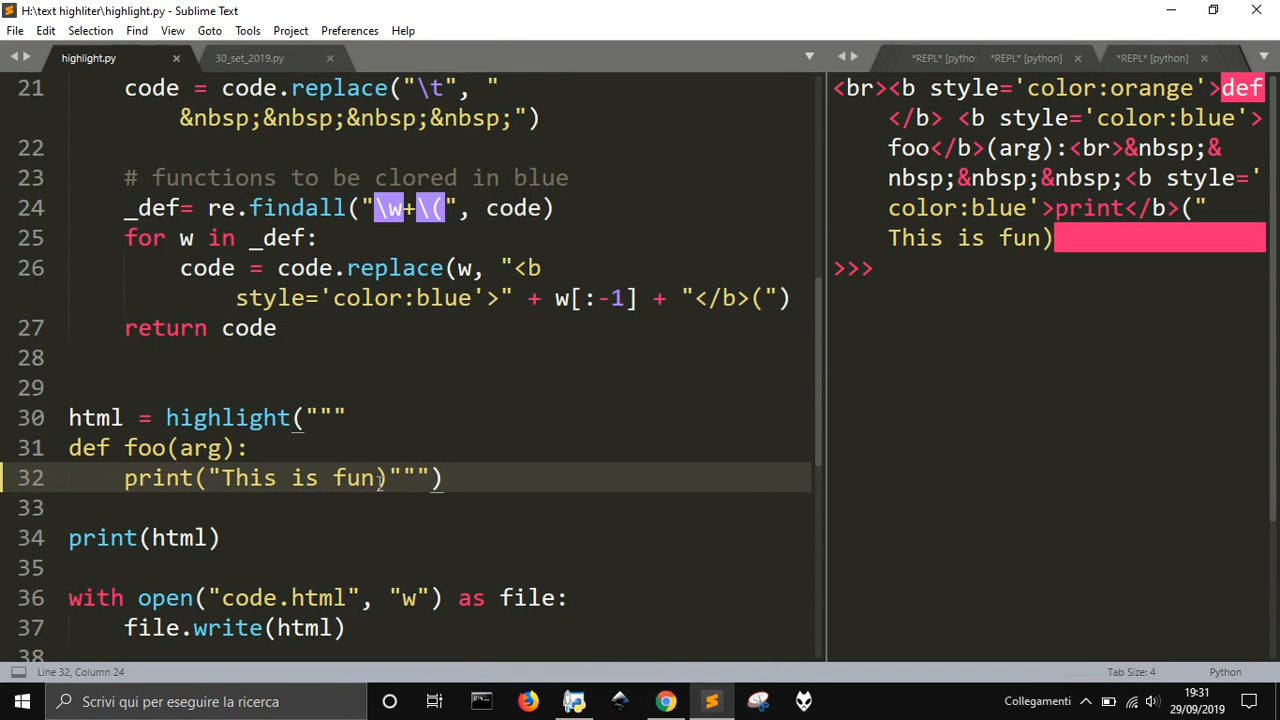 H:\text highliter\highlight.py - Sublime Text
File Edit Selection Find View Goto Tools Project Preferences Help
highlight.py × 30_set_2019.py × *REPL* [pytho *REPL* [python] × *REPL* [python] ×
21 code = code.replace("\t", "
&nbsp;&nbsp;&nbsp;&nbsp;")
22
23 # functions to be clored in blue
24 _def= re.findall("\w+\(", code)
25 for w in _def:
26 code = code.replace(w, "<b
style='color:blue'>" + w[:-1] + "</b>(")
27 return code
28
29
30 html = highlight("""
31 def foo(arg):
32 print("This is fun)""")
33
34 print(html)
35
36 with open("code.html", "w") as file:
37 file.write(html)
38
<br><b style='color:orange'>def
</b> <b style='color:blue'>
foo</b>(arg):<br>&nbsp;&
nbsp;&nbsp;&nbsp;<b style='
color:blue'>print</b>("
This is fun)
>>>
Line 32, Column 24
Tab Size: 4 Python
Scrivi qui per eseguire la ricerca
Collegamenti
19:31
29/09/2019